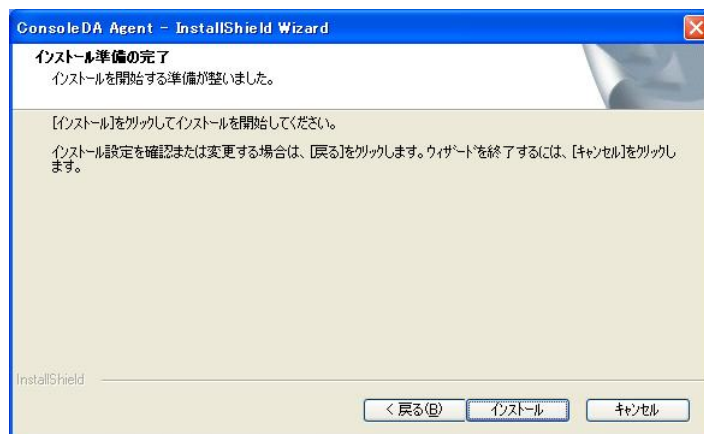 ConsoleDA Agent - InstallShield Wizard
インストール準備の完了
インストールを開始する準備が整いました。
[インストール]をクリックしてインストールを開始してください。
インストール設定を確認または変更する場合は、[戻る]をクリックします。ウィザードを終了するには、[キャンセル]をクリックし
ます。
InstallShield
< 戻る(B)
インストール
キャンセル